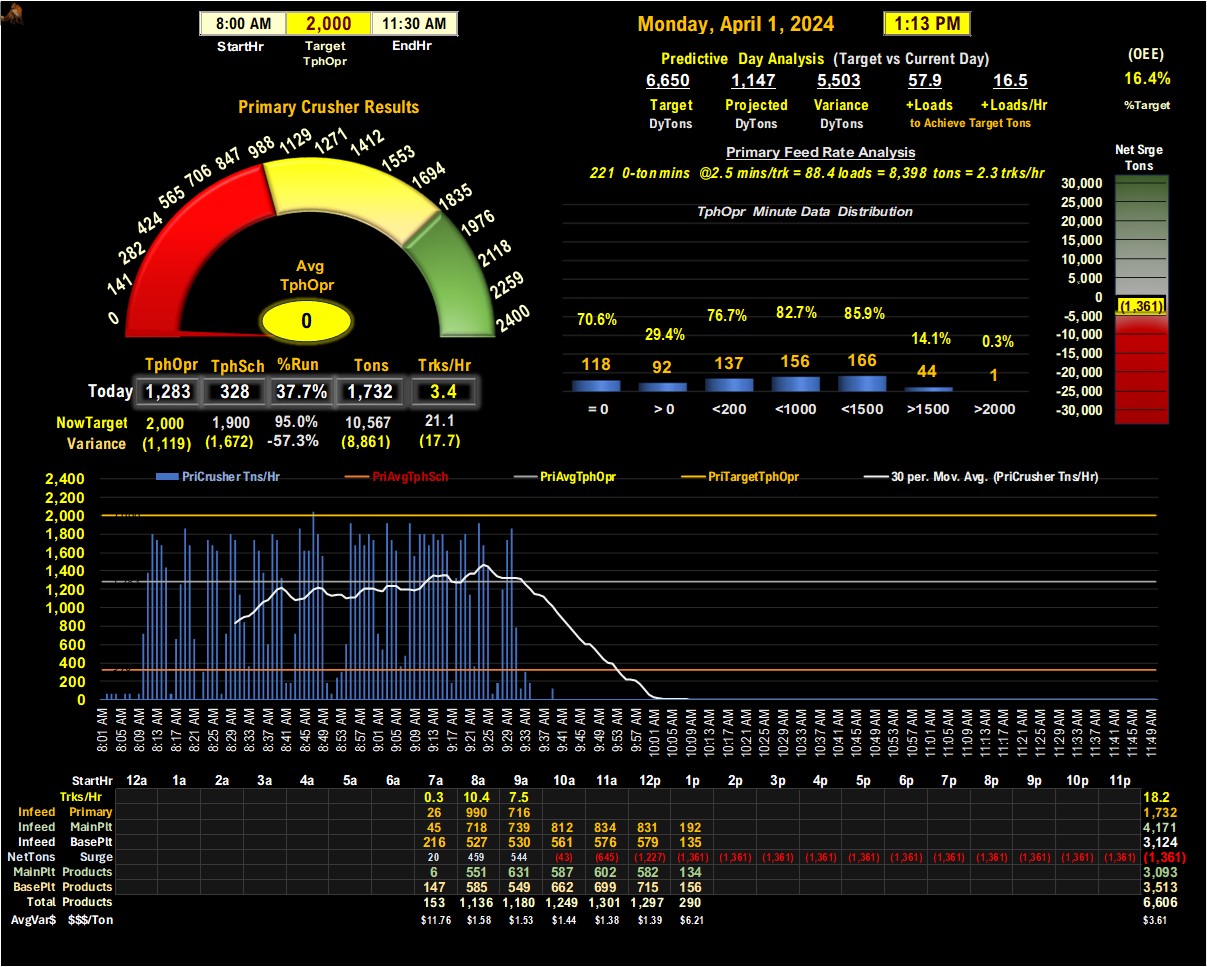 8:00 AM 2,000 11:30 AM
StartHr Target EndHr
TphOpr
Monday, April 1, 2024 1:13 PM
Predictive Day Analysis (Target vs Current Day)
6,650 1,147 5,503 57.9 16.5
Target Projected Variance +Loads +Loads/Hr
DyTons DyTons DyTons to Achieve Target Tons
(OEE)
16.4%
%Target
Primary Crusher Results
0 141 282 424 565 706 847 988 1129 1271 1412 1553 1694 1835 1976 2118 2259 2400
Avg
TphOpr
0
Primary Feed Rate Analysis
221 0-ton mins @2.5 mins/trk = 88.4 loads = 8,398 tons = 2.3 trks/hr
TphOpr Minute Data Distribution
70.6% 29.4% 76.7% 82.7% 85.9% 14.1% 0.3%
118 92 137 156 166 44 1
= 0 > 0 <200 <1000 <1500 >1500 >2000
Net Srge
Tons
30,000
25,000
20,000
15,000
10,000
5,000
0
(1,361)
-5,000
-10,000
-15,000
-20,000
-25,000
-30,000
TphOpr TphSch %Run Tons Trks/Hr
Today 1,283 328 37.7% 1,732 3.4
NowTarget 2,000 1,900 95.0% 10,567 21.1
Variance (1,119) (1,672) -57.3% (8,861) (17.7)
PriCrusher Tns/Hr PriAvgTphSch PriAvgTphOpr PriTargetTphOpr 30 per. Mov. Avg. (PriCrusher Tns/Hr)
2,400
2,200
2,000
1,800
1,600
1,400
1,200
1,000
800
600
400
200
0
8:01 AM 8:05 AM 8:09 AM 8:13 AM 8:17 AM 8:21 AM 8:25 AM 8:29 AM 8:33 AM 8:37 AM 8:41 AM 8:45 AM 8:49 AM 8:53 AM 8:57 AM 9:01 AM 9:05 AM 9:09 AM 9:13 AM 9:17 AM 9:21 AM 9:25 AM 9:29 AM 9:33 AM 9:37 AM 9:41 AM 9:45 AM 9:49 AM 9:53 AM 9:57 AM 10:01 AM 10:05 AM 10:09 AM 10:13 AM 10:17 AM 10:21 AM 10:25 AM 10:29 AM 10:33 AM 10:37 AM 10:41 AM 10:45 AM 10:49 AM 10:53 AM 10:57 AM 11:01 AM 11:05 AM 11:09 AM 11:13 AM 11:17 AM 11:21 AM 11:25 AM 11:29 AM 11:33 AM 11:37 AM 11:41 AM 11:45 AM 11:49 AM
StartHr 12a 1a 2a 3a 4a 5a 6a 7a 8a 9a 10a 11a 12p 1p 2p 3p 4p 5p 6p 7p 8p 9p 10p 11p
Trks/Hr 0.3 10.4 7.5 18.2
Infeed Primary 26 990 716 1,732
Infeed MainPlt 45 718 739 812 834 831 192 4,171
Infeed BasePlt 216 527 530 561 576 579 135 3,124
NetTons Surge 20 459 544 (43) (645) (1,227) (1,361) (1,361) (1,361) (1,361) (1,361) (1,361) (1,361) (1,361) (1,361) (1,361) (1,361) (1,361)
MainPlt Products 6 551 631 587 602 582 134 3,093
BasePlt Products 147 585 549 662 699 715 156 3,513
Total Products 153 1,136 1,180 1,249 1,301 1,297 290 6,606
AvgVar$ $$$/Ton $11.76 $1.58 $1.53 $1.44 $1.38 $1.39 $6.21 $3.61